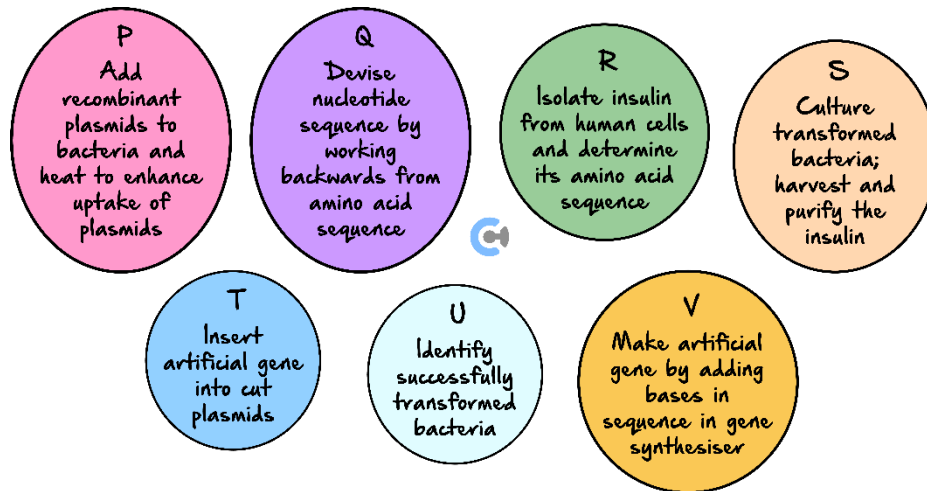 P
Add
recombinant
plasmids to
bacteria and
heat to enhance
uptake of
plasmids
Q
Devise
nucleotide
sequence by
working
backwards from
amino acid
sequence
R
Isolate insulin
from human cells
and determine
its amino acid
sequence
S
Culture
transformed
bacteria;
harvest and
purify the
insulin
T
Insert
artificial gene
into cut
plasmids
U
Identify
successfully
transformed
bacteria
V
Make artificial
gene by adding
bases in
sequence in gene
synthesiser